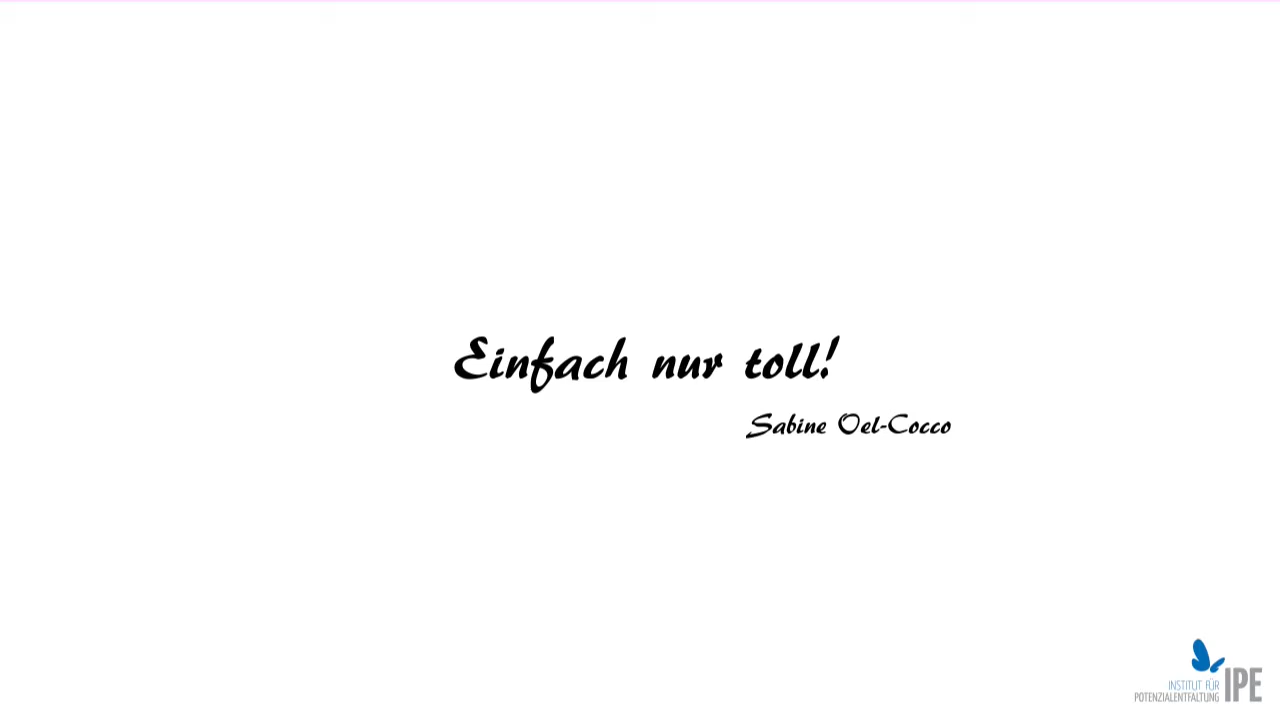 Einfach nur toll!
Sabine Oel-Cocco
INSTITUT FÜR
POTENZIALENTFALTUNG IPE